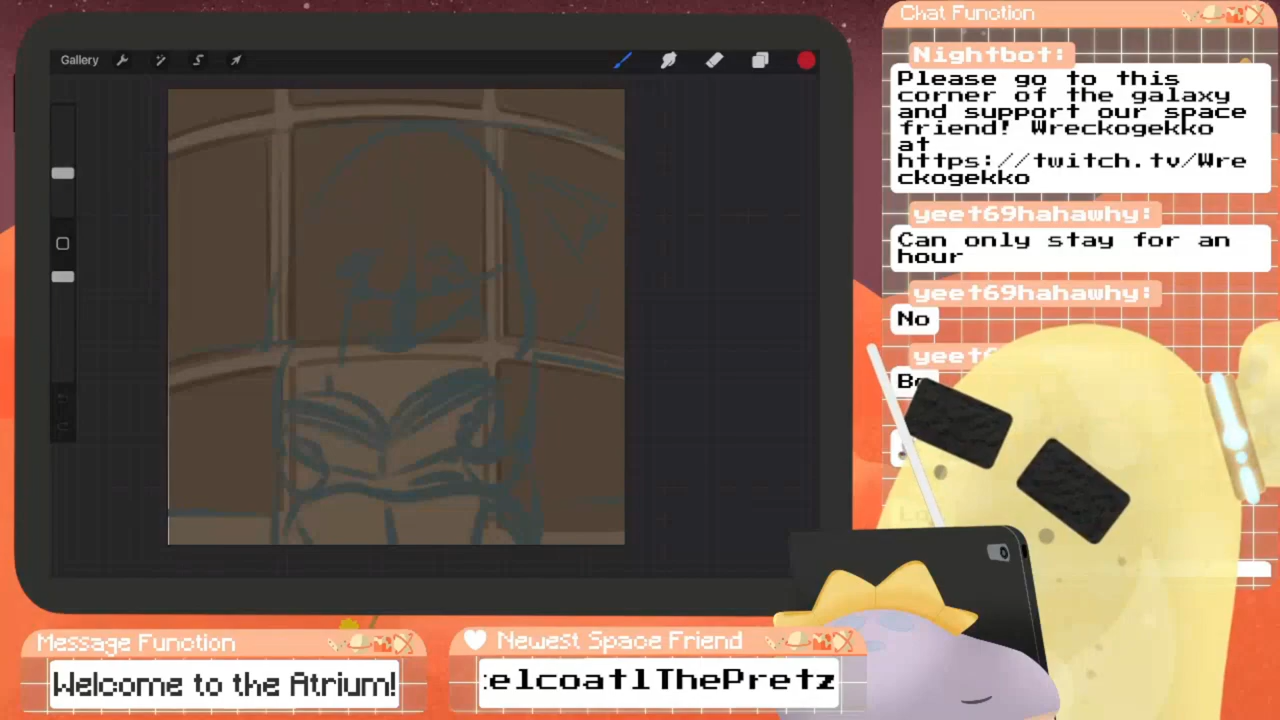 Gallery
Chat Function
Nightbot:
Please go to this
corner of the galaxy
and support our space
friend! Wreckogekko
at
https://twitch.tv/Wre
ckogekko
yeet69hahawhy:
Can only stay for an
hour
yeet69hahawhy:
No
yeet6
Message Function
Welcome to the Atrium!
Newest Space Friend
elcoatlThePretz